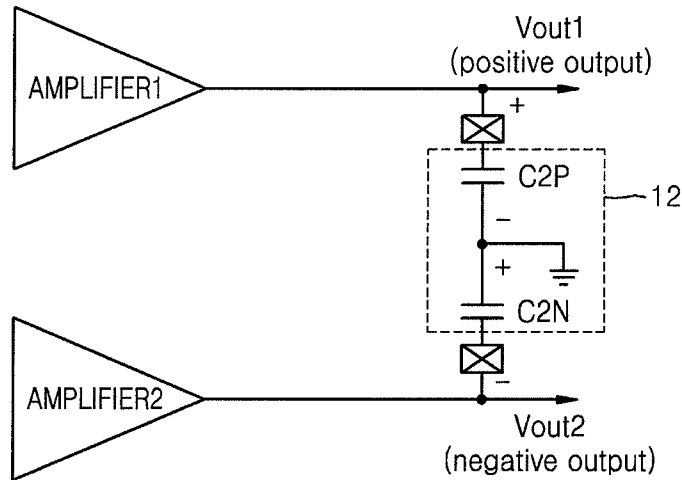 Vout1
(positive output)
AMPLIFIER1
+
C2P
12
-
+
C2N
AMPLIFIER2
-
Vout2
(negative output)